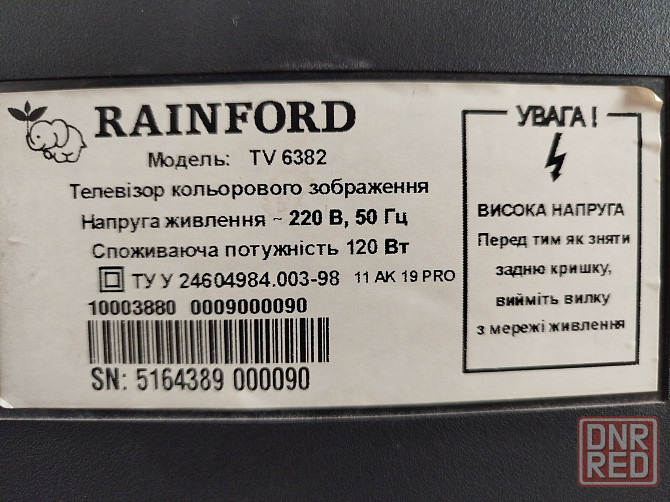 RAINFORD
Модель: TV 6382
Телевізор кольорового зображення
Напруга живлення ~ 220 В, 50 Гц
Споживаюча потужність 120 Вт
ТУ У 24604984.003-98 11 AK 19 PRO
10003880 0009000090
SN: 5164389 000090
УВАГА !
ВИСОКА НАПРУГА
Перед тим як зняти
задню кришку,
вийміть вилку
з мережі живлення
DNR
RED